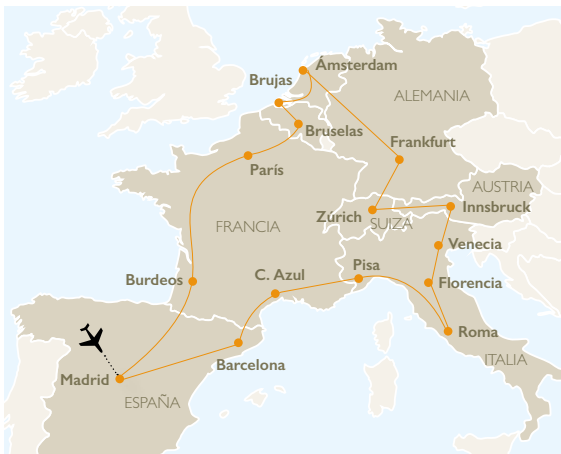 Ámsterdam
Brujas
ALEMANIA
Bruselas
Frankfurt
París
AUSTRIA
Innsbruck
Zúrich
SUIZA
FRANCIA
Venecia
Pisa
C. Azul
Burdeos
Florencia
Roma
ITALIA
Barcelona
Madrid
ESPAÑA